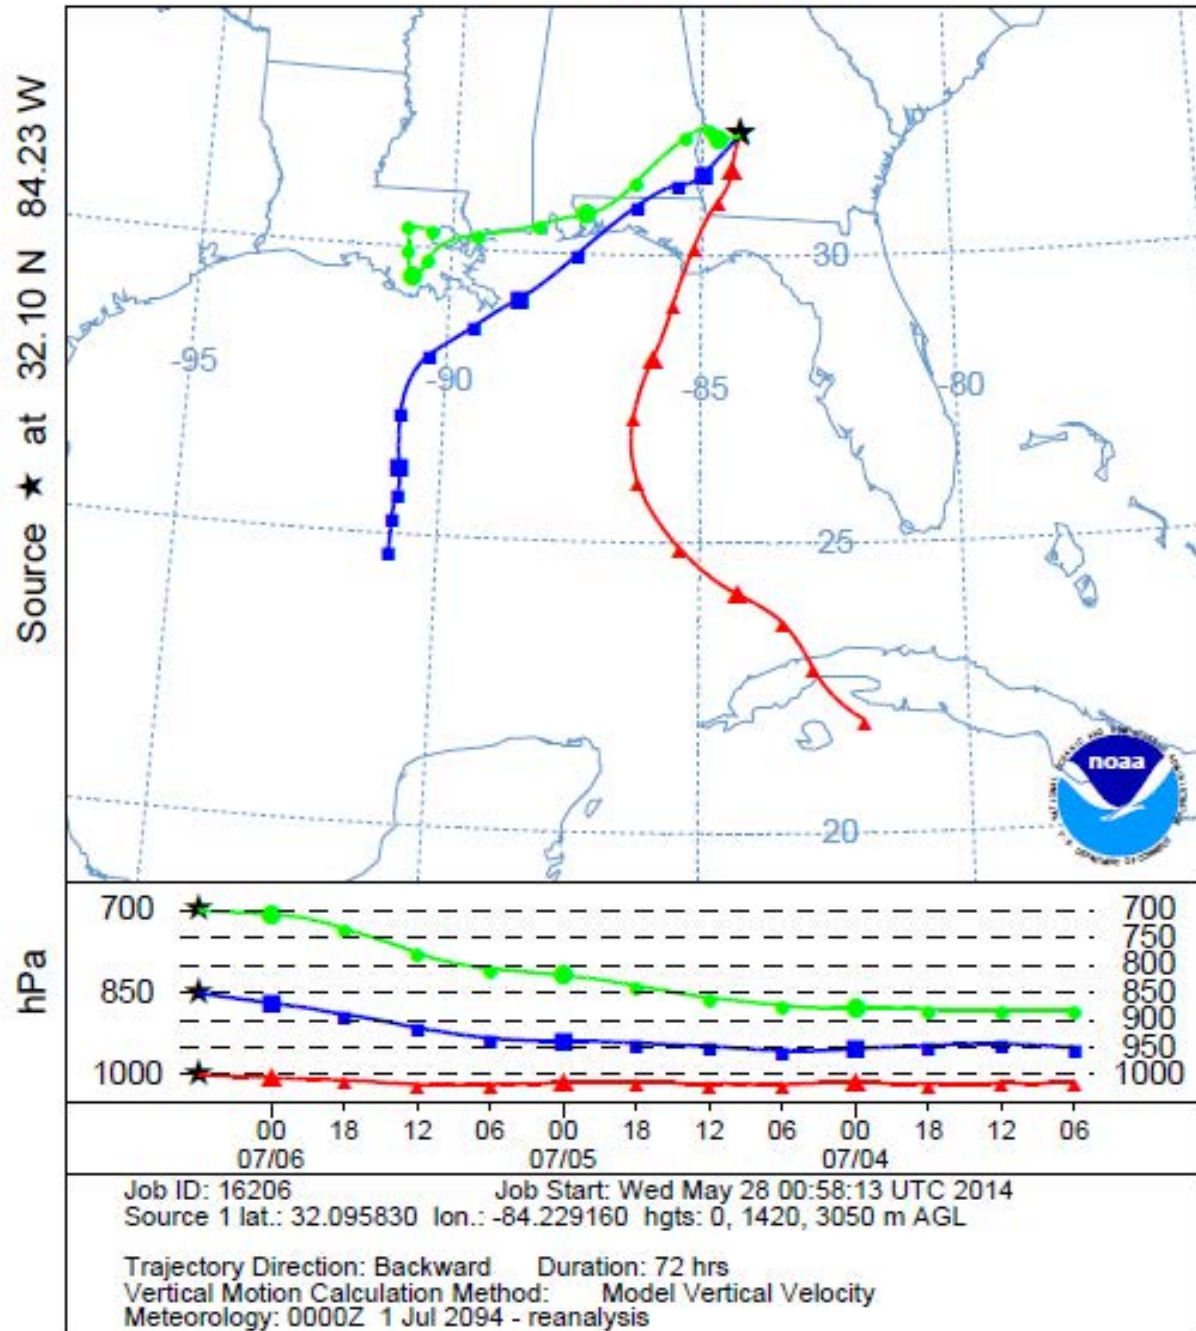 Source ★ at 32.10 N 84.23 W
-95
-90
-85
-80
30
25
20
noaa
hPa
700
850
1000
700
750
800
850
900
950
1000
00 18 12 06 00 18 12 06 00 18 12 06
07/06 07/05 07/04
Job ID: 16206 Job Start: Wed May 28 00:58:13 UTC 2014
Source 1 lat.: 32.095830 lon.: -84.229160 hgts: 0, 1420, 3050 m AGL
Trajectory Direction: Backward Duration: 72 hrs
Vertical Motion Calculation Method: Model Vertical Velocity
Meteorology: 0000Z 1 Jul 2094 - reanalysis